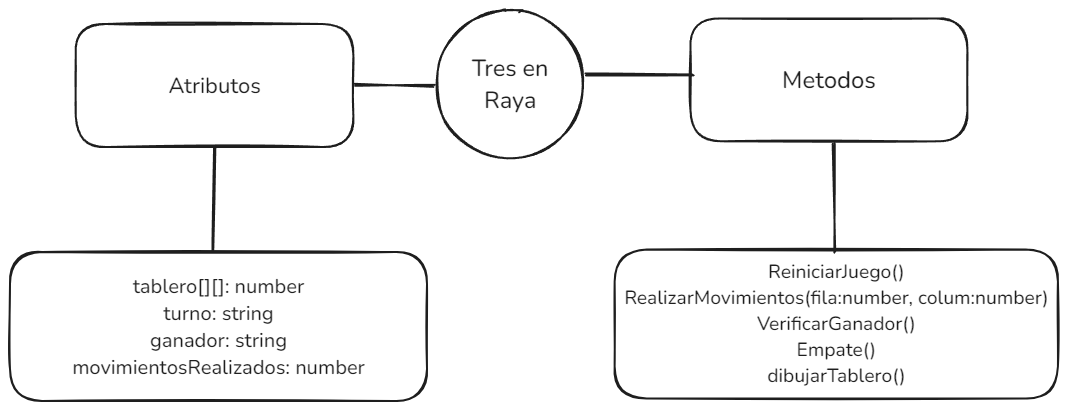 Atributos
Tres en
Raya
Metodos
tablero[][]: number
turno: string
ganador: string
movimientosRealizados: number
ReiniciarJuego()
RealizarMovimientos(fila:number, colum:number)
VerificarGanador()
Empate()
dibujarTablero()